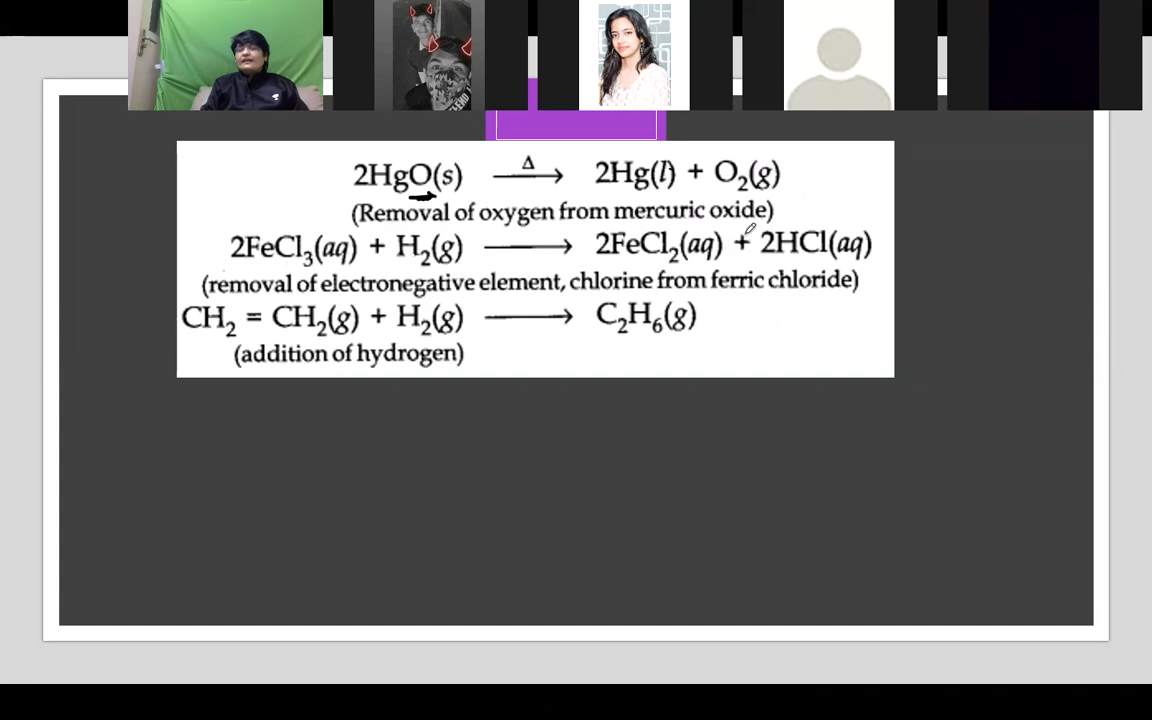 2HgO(s) —Δ→ 2Hg(l) + O₂(g)
(Removal of oxygen from mercuric oxide)
2FeCl₃(aq) + H₂(g) ⟶ 2FeCl₂(aq) + 2HCl(aq)
(removal of electronegative element, chlorine from ferric chloride)
CH₂ = CH₂(g) + H₂(g) ⟶ C₂H₆(g)
(addition of hydrogen)